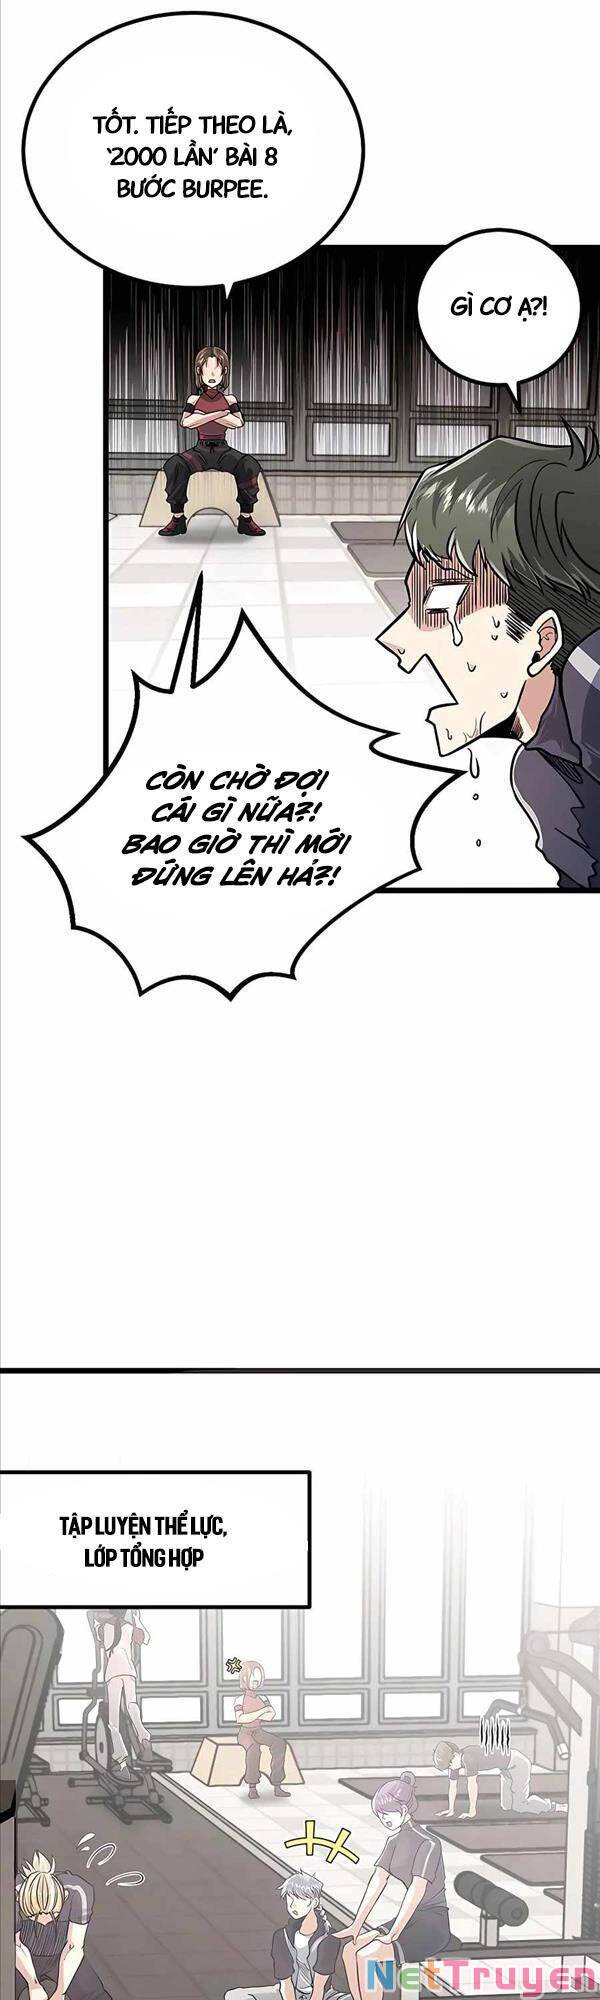 TỐT. TIẾP THEO LÀ,
‘2000 LẦN’ BÀI 8
BƯỚC BURPEE.
GÌ CƠ Ạ?!
CÒN CHỜ ĐỢI
CÁI GÌ NỮA?!
BAO GIỜ THÌ MỚI
ĐỨNG LÊN HẢ?!
TẬP LUYỆN THỂ LỰC,
LỚP TỔNG HỢP
NetTruyen